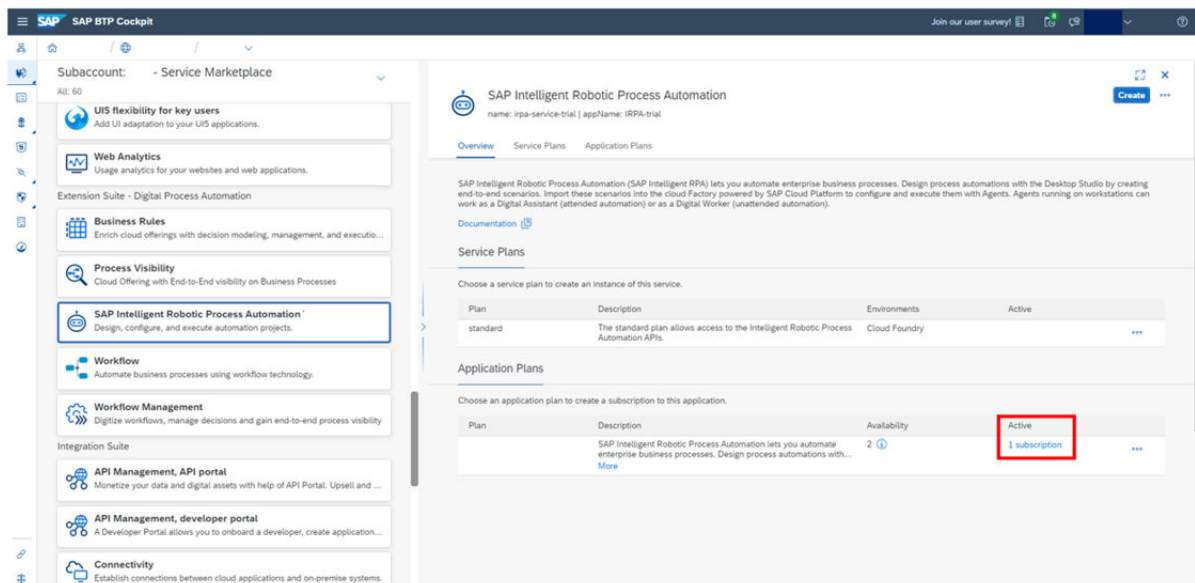 SAP SAP BTP Cockpit
Join our user survey!
8
Subaccount: - Service Marketplace
All: 60
UI5 flexibility for key users
Add UI adaptation to your UI5 applications.
Web Analytics
Usage analytics for your websites and web applications.
Extension Suite - Digital Process Automation
Business Rules
Enrich cloud offerings with decision modeling, management, and executio...
Process Visibility
Cloud Offering with End-to-End visibility on Business Processes
SAP Intelligent Robotic Process Automation
Design, configure, and execute automation projects.
Workflow
Automate business processes using workflow technology.
Workflow Management
Digitize workflows, manage decisions and gain end-to-end process visibility
Integration Suite
API Management, API portal
Monetize your data and digital assets with help of API Portal. Upsell and ...
API Management, developer portal
A Developer Portal allows you to onboard a developer, create application...
Connectivity
Establish connections between cloud applications and on-premise systems.
SAP Intelligent Robotic Process Automation
name: irpa-service-trial | appName: IRPA-trial
Create
Overview Service Plans Application Plans
SAP Intelligent Robotic Process Automation (SAP Intelligent RPA) lets you automate enterprise business processes. Design process automations with the Desktop Studio by creating
end-to-end scenarios. Import these scenarios into the cloud Factory powered by SAP Cloud Platform to configure and execute them with Agents. Agents running on workstations can
work as a Digital Assistant (attended automation) or as a Digital Worker (unattended automation).
Documentation
Service Plans
Choose a service plan to create an instance of this service.
Plan Description Environments Active
standard The standard plan allows access to the Intelligent Robotic Process Cloud Foundry
Automation APIs.
Application Plans
Choose an application plan to create a subscription to this application.
Plan Description Availability Active
SAP Intelligent Robotic Process Automation lets you automate 2 1 subscription
enterprise business processes. Design process automations with...
More